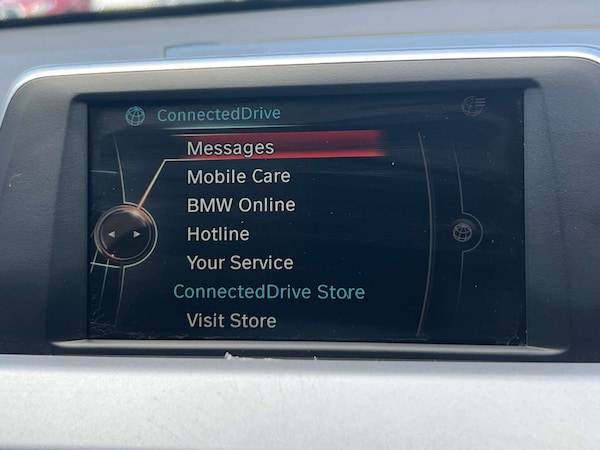 ConnectedDrive
Messages
Mobile Care
BMW Online
Hotline
Your Service
ConnectedDrive Store
Visit Store